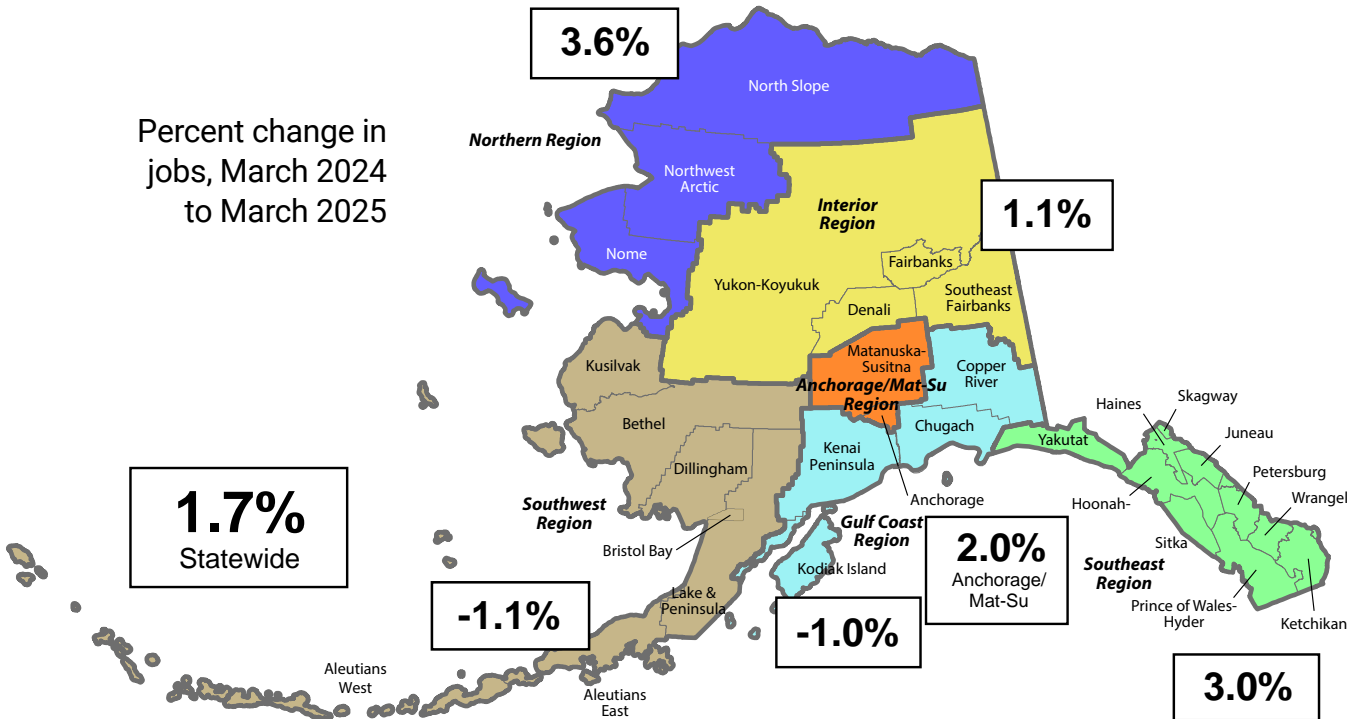 3.6%
North Slope
Percent change in
jobs, March 2024
to March 2025
Northern Region
Northwest
Arctic
Interior
Region
1.1%
Nome
Fairbanks
Yukon-Koyukuk
Southeast
Fairbanks
Denali
Kusilvak
Matanuska-
Susitna
Copper
River
Anchorage/Mat-Su
Region
Skagway
Haines
Bethel
Chugach
Juneau
Yakutat
Kenai
Peninsula
Dillingham
Petersburg
Wrangel
Anchorage
Hoonah-
1.7%
Statewide
Southwest
Region
Gulf Coast
Region
2.0%
Anchorage/
Mat-Su
Sitka
Bristol Bay
Southeast
Region
Kodiak Island
Lake &
Peninsula
-1.1%
-1.0%
Prince of Wales-
Hyder
Ketchikan
Aleutians
West
Aleutians
East
3.0%